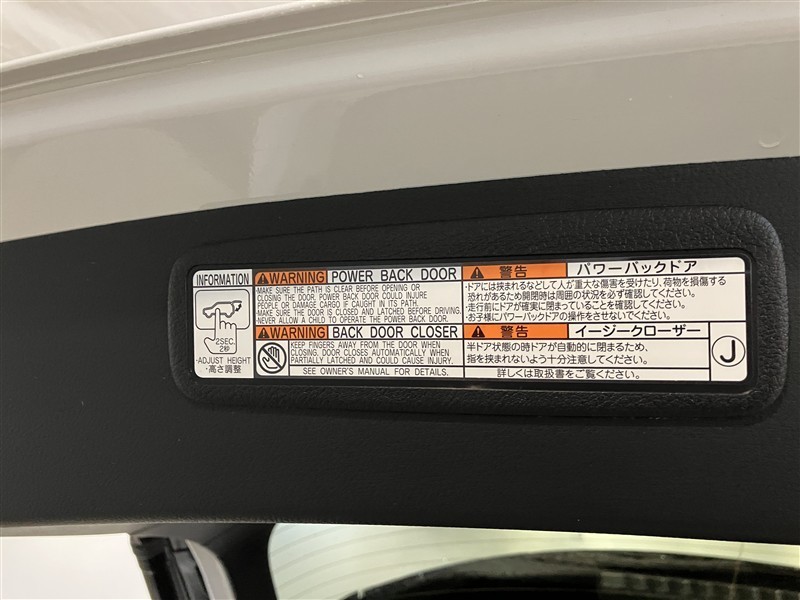 INFORMATION
2SEC.
2秒
・ADJUST HEIGHT
・高さ調整
WARNING POWER BACK DOOR
・MAKE SURE THE PATH IS CLEAR BEFORE OPENING OR
CLOSING THE DOOR. POWER BACK DOOR COULD INJURE
PEOPLE OR DAMAGE CARGO IF CAUGHT IN ITS PATH.
・MAKE SURE THE DOOR IS CLOSED AND LATCHED BEFORE DRIVING.
・NEVER ALLOW A CHILD TO OPERATE THE POWER BACK DOOR.
WARNING BACK DOOR CLOSER
KEEP FINGERS AWAY FROM THE DOOR WHEN
CLOSING. DOOR CLOSES AUTOMATICALLY WHEN
PARTIALLY LATCHED AND COULD CAUSE INJURY.
SEE OWNER'S MANUAL FOR DETAILS.
警告 パワーバックドア
・ドアには挟まれるなどして人が重大な傷害を受けたり、荷物を損傷する
恐れがあるため開閉時は周囲の状況を必ず確認してください。
・走行前にドアが確実に閉まっていることを確認してください。
・お子様にパワーバックドアの操作をさせないでください。
警告 イージークローザー
半ドア状態の時ドアが自動的に閉まるため、
指を挟まれないよう十分注意してください。
詳しくは取扱書をご覧ください。
J